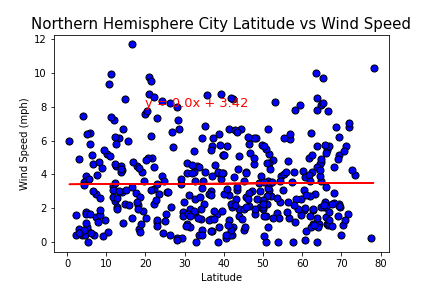 Northern Hemisphere City Latitude vs Wind Speed
12
10
8
6
4
2
0
Wind Speed (mph)
y = 0.0x + 3.42
0 10 20 30 40 50 60 70 80
Latitude